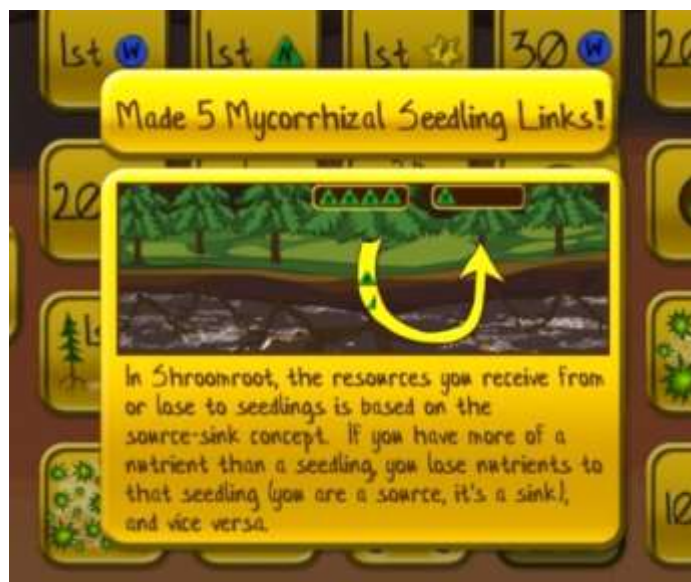 1st W
1st N
1st
30 W
20
Made 5 Mycorrhizal Seedling Links!
20
In Shroomroot, the resources you receive from
or lose to seedlings is based on the
source-sink concept. If you have more of a
nutrient than a seedling, you lose nutrients to
that seedling (you are a source, it's a sink),
and vice versa.
10